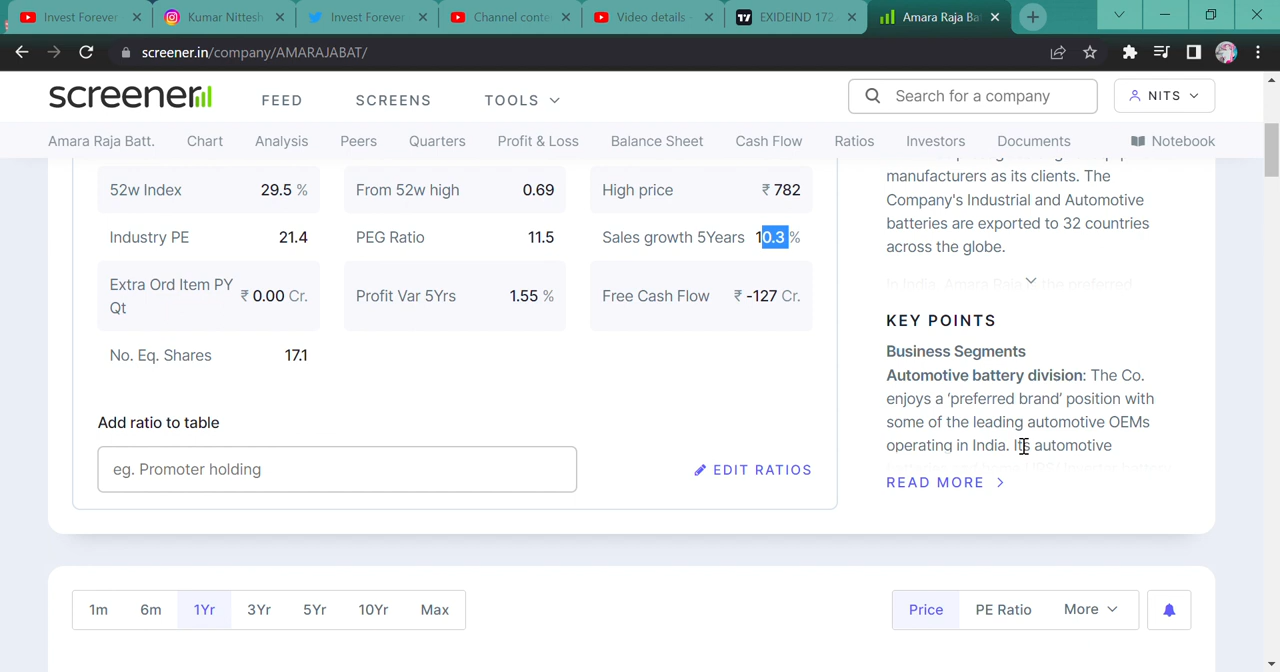 Invest Forever
Kumar Nittesh
Invest Forever
Channel conte
Video details -
EXIDEIND 172
Amara Raja Ba
screener.in/company/AMARAJABAT/
screener
FEED
SCREENS
TOOLS
Search for a company
NITS
Amara Raja Batt.
Chart
Analysis
Peers
Quarters
Profit & Loss
Balance Sheet
Cash Flow
Ratios
Investors
Documents
Notebook
52w Index 29.5 %
From 52w high 0.69
High price ₹ 782
Industry PE 21.4
PEG Ratio 11.5
Sales growth 5Years 10.3 %
Extra Ord Item PY
Qt
₹ 0.00 Cr.
Profit Var 5Yrs 1.55 %
Free Cash Flow ₹ -127 Cr.
No. Eq. Shares 17.1
Add ratio to table
eg. Promoter holding
EDIT RATIOS
manufacturers as its clients. The
Company's Industrial and Automotive
batteries are exported to 32 countries
across the globe.
In India, Amara Raja is the preferred
KEY POINTS
Business Segments
Automotive battery division: The Co.
enjoys a 'preferred brand' position with
some of the leading automotive OEMs
operating in India. Its automotive
READ MORE
1m
6m
1Yr
3Yr
5Yr
10Yr
Max
Price
PE Ratio
More